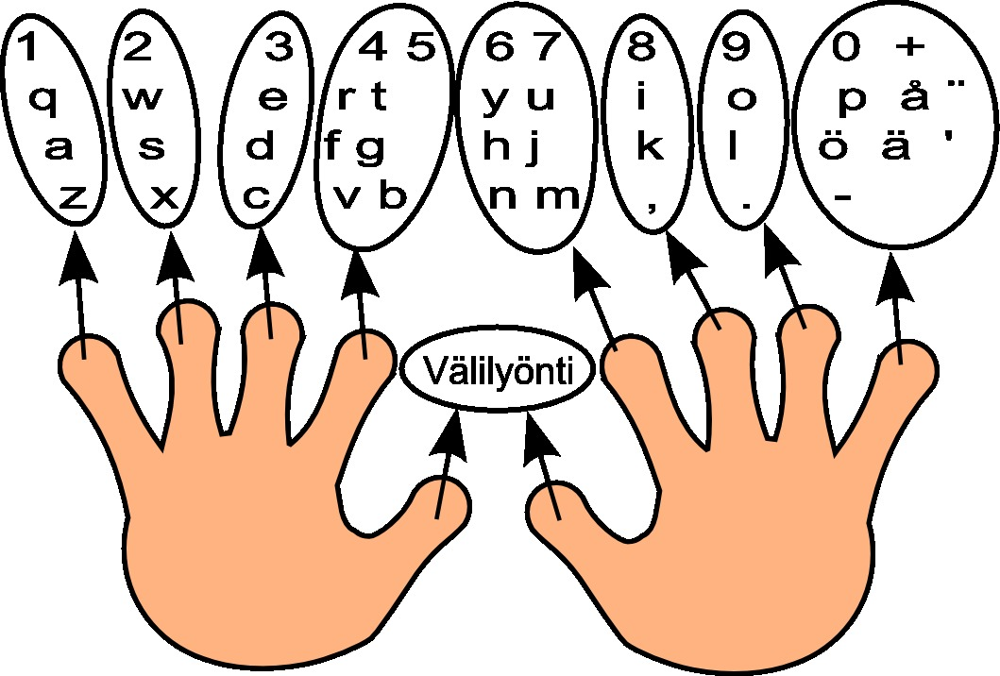 1 2 3 4 5 6 7 8 9 0 +
q w e r t y u i o p å ¨
a s d f g h j k l ö ä '
z x c v b n m , . -
Välilyönti